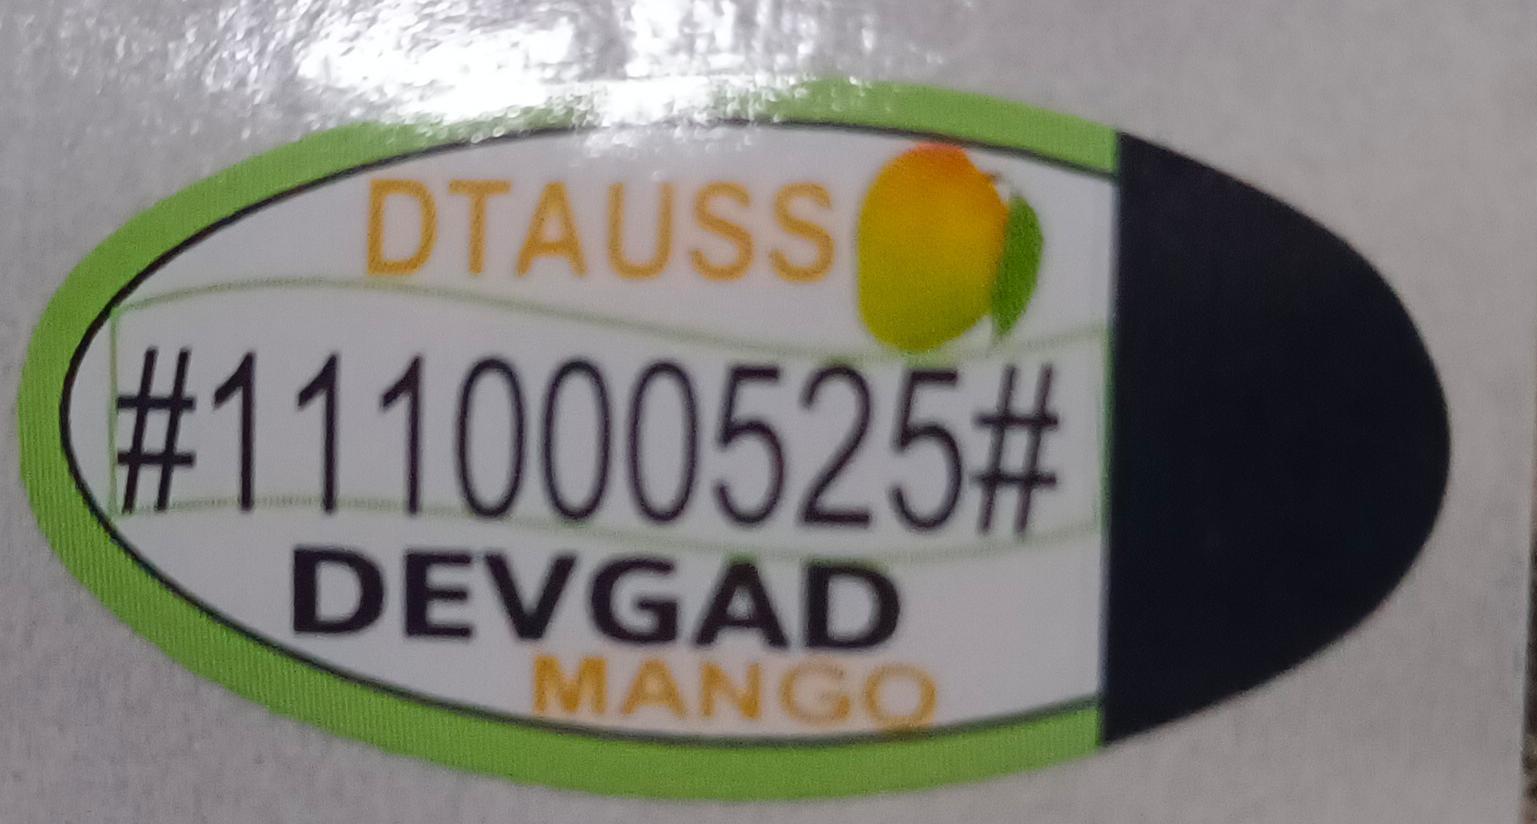 DTAUSS
#111000525#
DEVGAD
MANGO